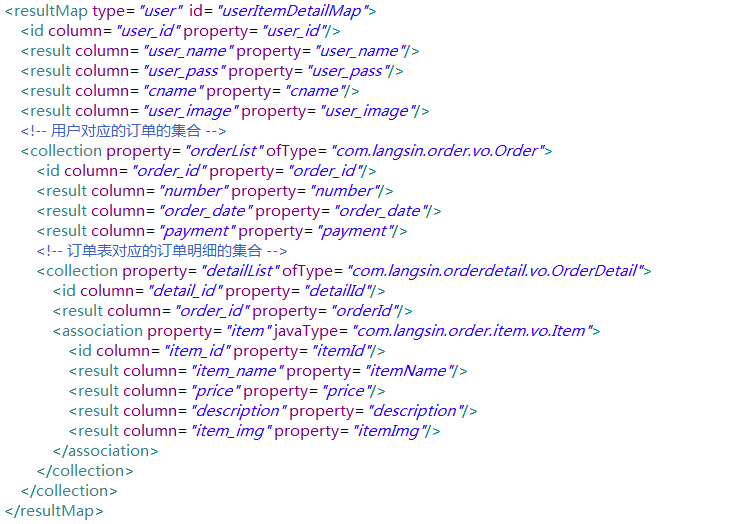 <resultMap type="user" id="userItemDetailMap">
<id column="user_id" property="user_id"/>
<result column="user_name" property="user_name"/>
<result column="user_pass" property="user_pass"/>
<result column="cname" property="cname"/>
<result column="user_image" property="user_image"/>
<!-- 用户对应的订单的集合 -->
<collection property="orderList" ofType="com.langsin.order.vo.Order">
<id column="order_id" property="order_id"/>
<result column="number" property="number"/>
<result column="order_date" property="order_date"/>
<result column="payment" property="payment"/>
<!-- 订单表对应的订单明细的集合 -->
<collection property="detailList" ofType="com.langsin.orderdetail.vo.OrderDetail">
<id column="detail_id" property="detailId"/>
<result column="order_id" property="orderId"/>
<association property="item" javaType="com.langsin.order.item.vo.Item">
<id column="item_id" property="itemId"/>
<result column="item_name" property="itemName"/>
<result column="price" property="price"/>
<result column="description" property="description"/>
<result column="item_img" property="itemImg"/>
</association>
</collection>
</collection>
</resultMap>